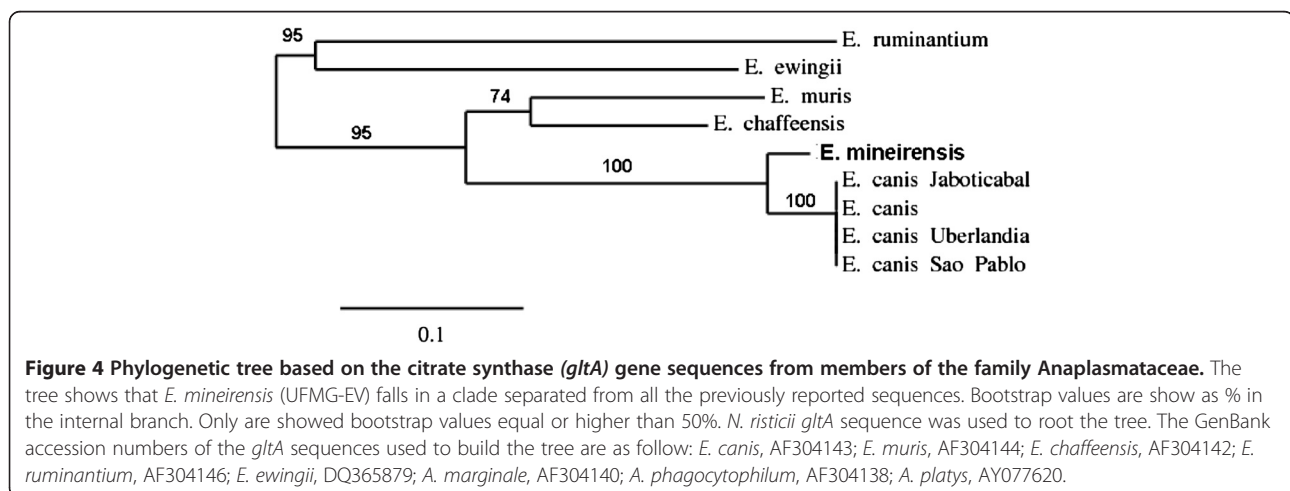 95
E. ruminantium
E. ewingii
74
E. muris
E. chaffeensis
95
E. mineirensis
100
E. canis Jaboticabal
100
E. canis
E. canis Uberlandia
E. canis Sao Pablo
0.1
Figure 4 Phylogenetic tree based on the citrate synthase (gltA) gene sequences from members of the family Anaplasmataceae. The
tree shows that E. mineirensis (UFMG-EV) falls in a clade separated from all the previously reported sequences. Bootstrap values are show as % in
the internal branch. Only are showed bootstrap values equal or higher than 50%. N. risticii gltA sequence was used to root the tree. The GenBank
accession numbers of the gltA sequences used to build the tree are as follow: E. canis, AF304143; E. muris, AF304144; E. chaffeensis, AF304142; E.
ruminantium, AF304146; E. ewingii, DQ365879; A. marginale, AF304140; A. phagocytophilum, AF304138; A. platys, AY077620.